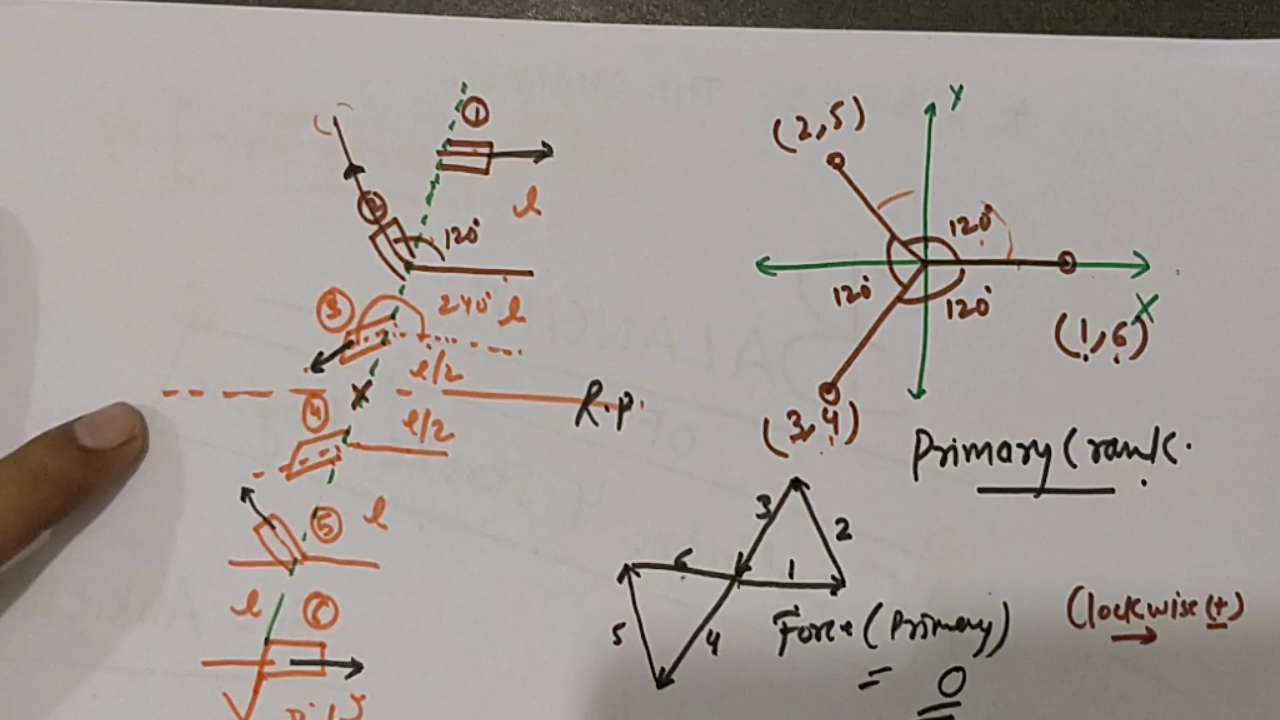 ①
l
②
120°
③
240°
l
l/2
R.p.
④
l/2
⑤
l
l
⑥
Y
(2,5)
120°
120°
120°
X
(1,6)
(3,4)
Primary Crank.
3
2
1
6
5
4
Force (Primary)
= 0
Clockwise (+)